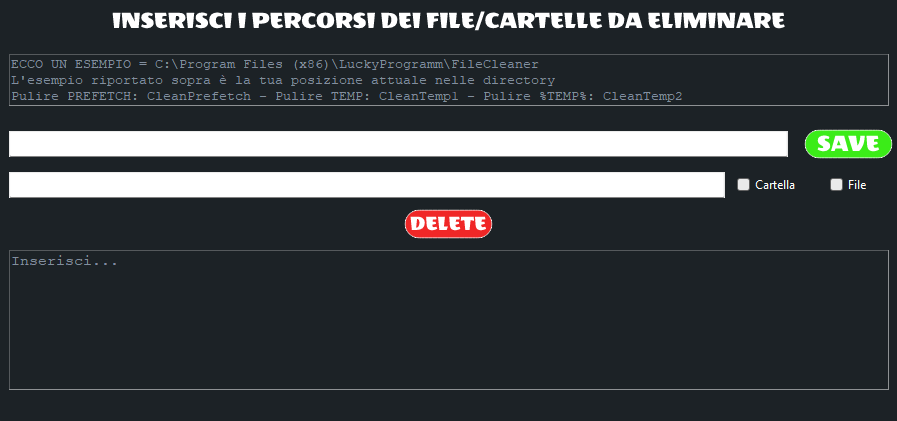 INSERISCI I PERCORSI DEI FILE/CARTELLE DA ELIMINARE
ECCO UN ESEMPIO = C:\Program Files (x86)\LuckyProgramm\FileCleaner
L'esempio riportato sopra è la tua posizione attuale nelle directory
Pulire PREFETCH: CleanPrefetch - Pulire TEMP: CleanTemp1 - Pulire %TEMP%: CleanTemp2
SAVE
Cartella File
DELETE
Inserisci...